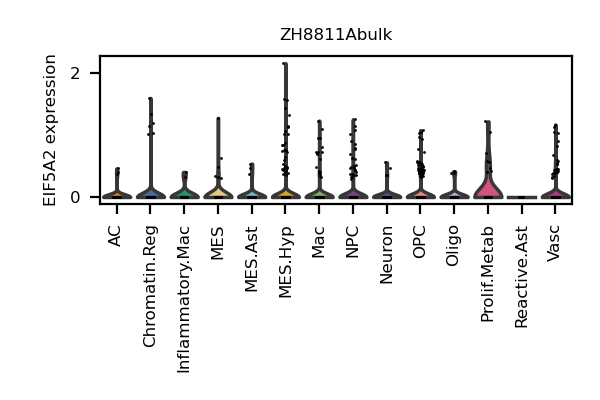 ZH8811Abulk
EIF5A2 expression
2
0
AC
Chromatin.Reg
Inflammatory.Mac
MES
MES.Ast
MES.Hyp
Mac
NPC
Neuron
OPC
Oligo
Prolif.Metab
Reactive.Ast
Vasc